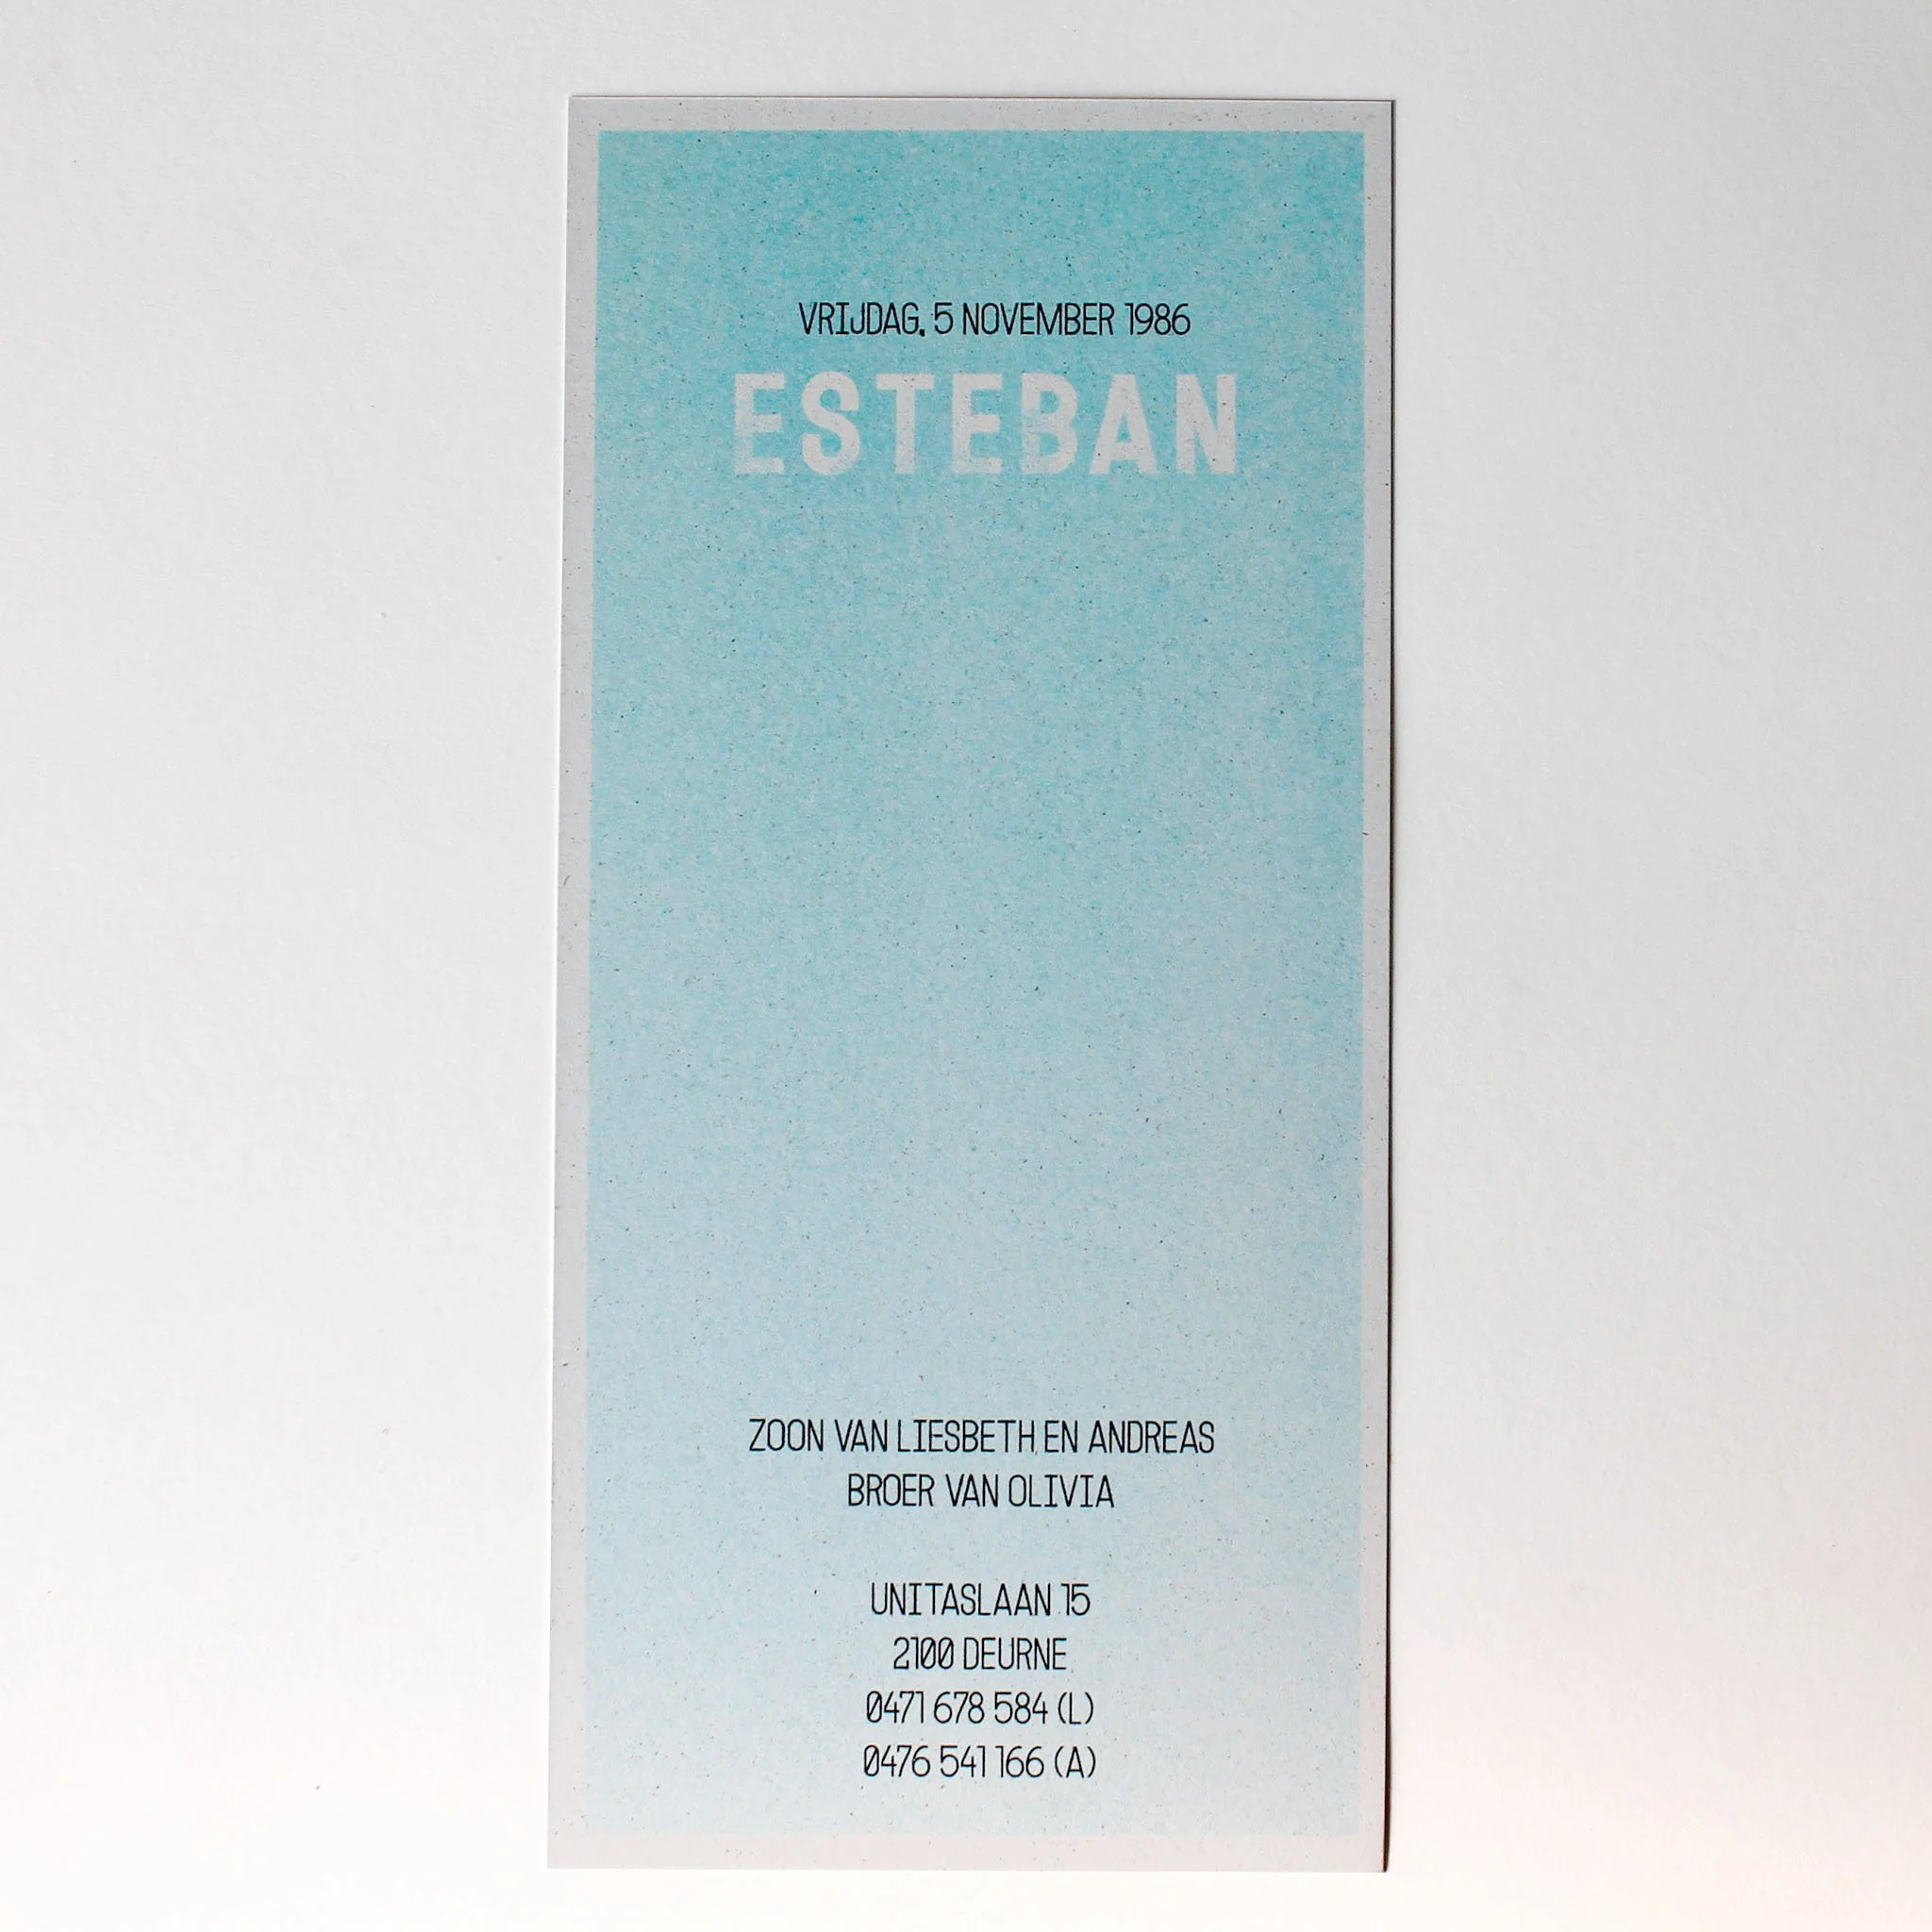 VRIJDAG, 5 NOVEMBER 1986
ESTEBAN
ZOON VAN LIESBETH EN ANDREAS
BROER VAN OLIVIA
UNITASLAAN 15
2100 DEURNE
0471 678 584 (L)
0476 541 166 (A)